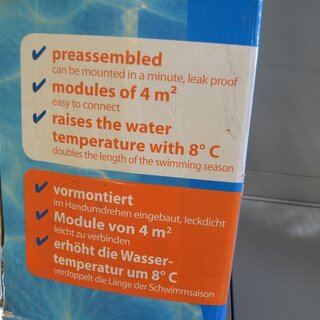 preassembled
can be mounted in a minute, leak proof
modules of 4 m²
easy to connect
raises the water
temperature with 8° C
doubles the length of the swimming season
vormontiert
im Handumdrehen eingebaut, leckdicht
Module von 4 m²
leicht zu verbinden
erhöht die Wasser-
temperatur um 8° C
verdoppelt die Länge der Schwimmsaison